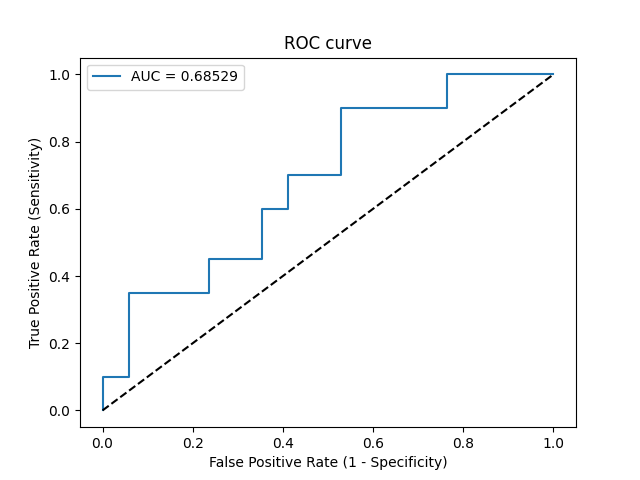 ROC curve
AUC = 0.68529
True Positive Rate (Sensitivity)
1.0
0.8
0.6
0.4
0.2
0.0
0.0 0.2 0.4 0.6 0.8 1.0
False Positive Rate (1 - Specificity)